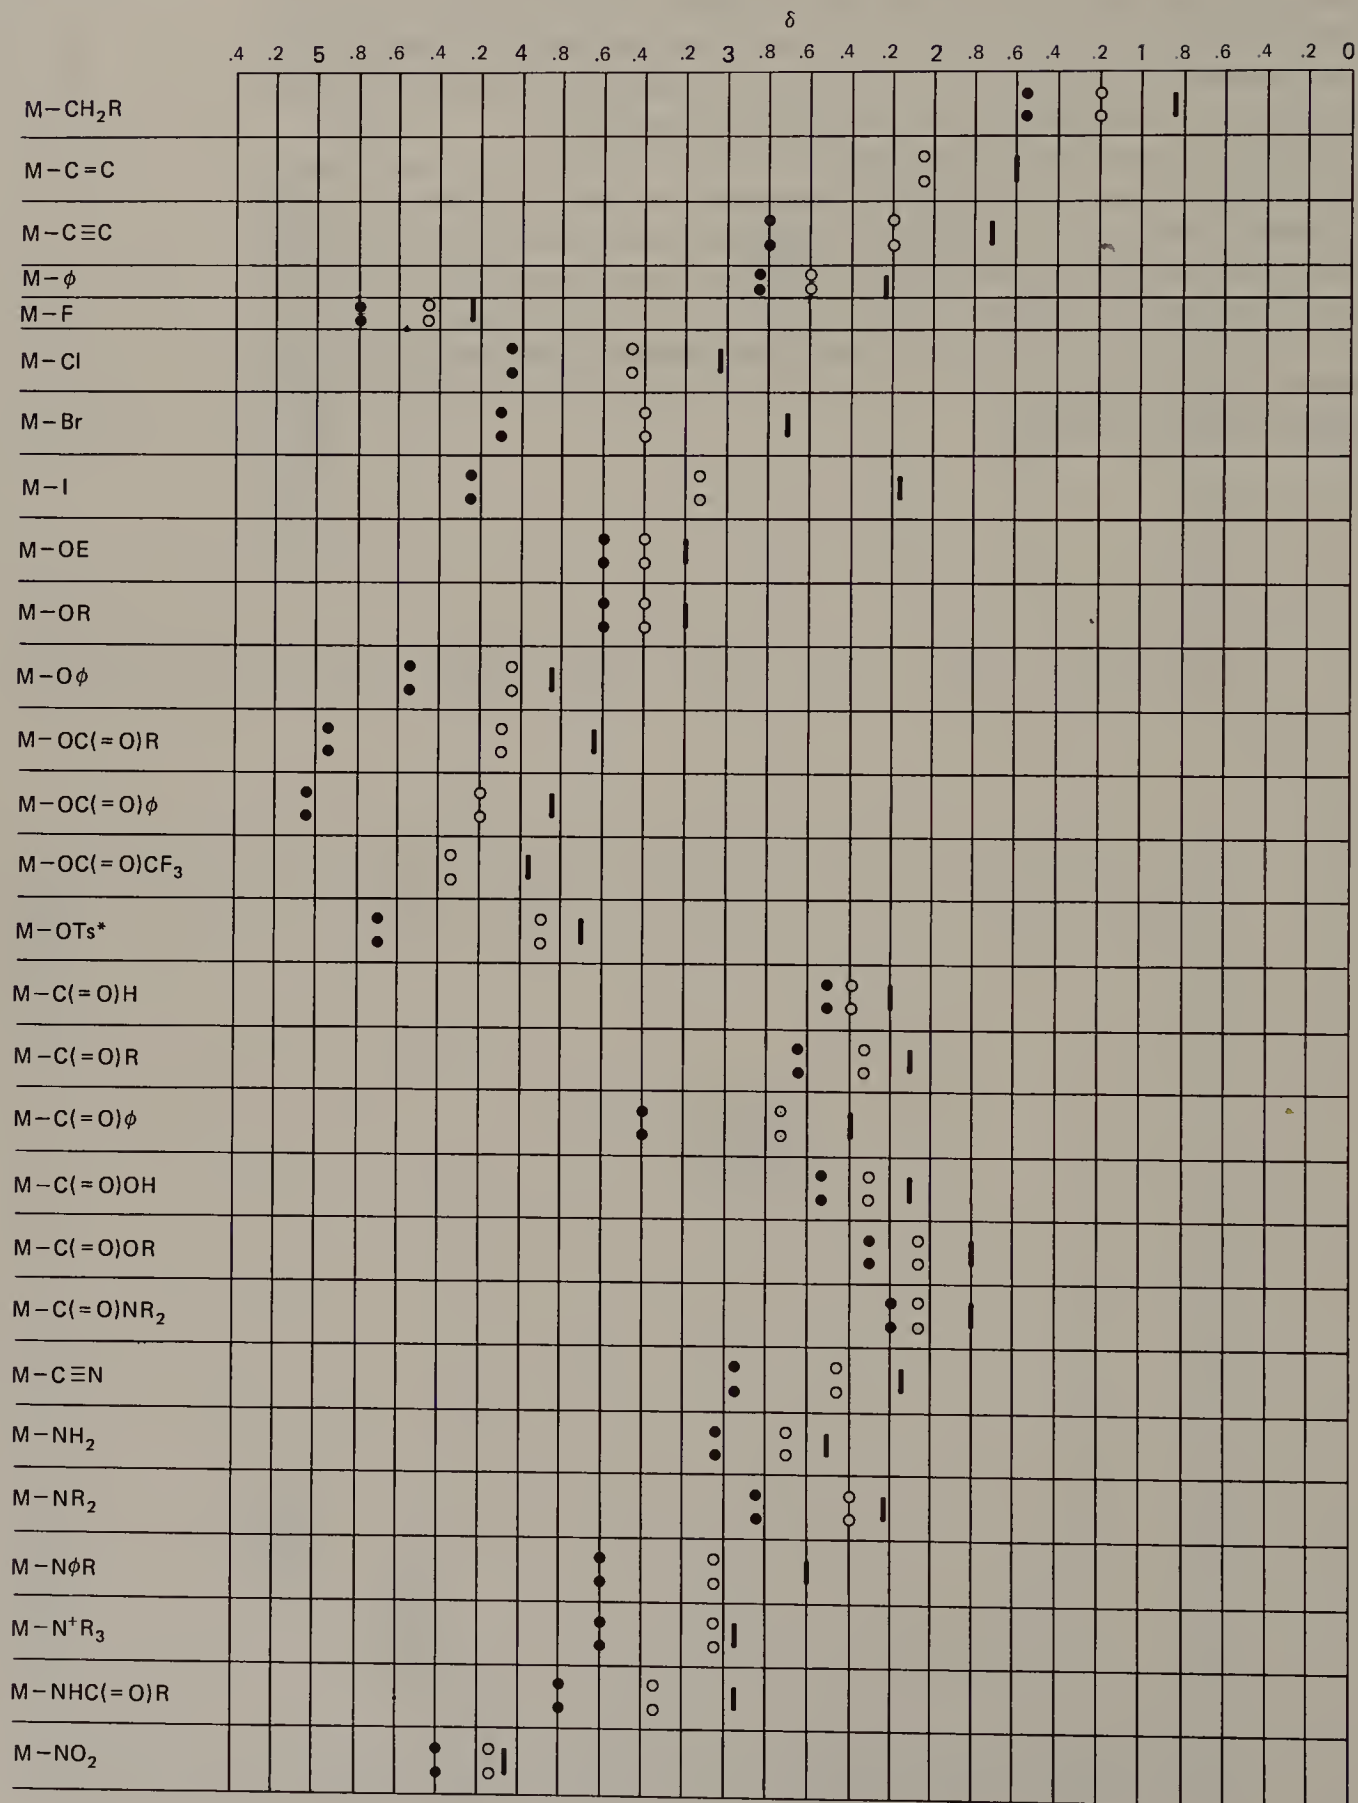 δ
.4 .2 5 .8 .6 .4 .2 4 .8 .6 .4 .2 3 .8 .6 .4 .2 2 .6 .4 .2 1 .8 .6 .4 .2 0
M–CH₂R
M–C=C
M–C≡C
M–ϕ
M–F
M–Cl
M–Br
M–I
M–OE
M–OR
M–Oϕ
M–OC(=O)R
M–OC(=O)ϕ
M–OC(=O)CF₃
M–OTs*
M–C(=O)H
M–C(=O)R
M–C(=O)ϕ
M–C(=O)OH
M–C(=O)OR
M–C(=O)NR₂
M–C≡N
M–NH₂
M–NR₂
M–NϕR
M–N⁺R₃
M–NHC(=O)R
M–NO₂